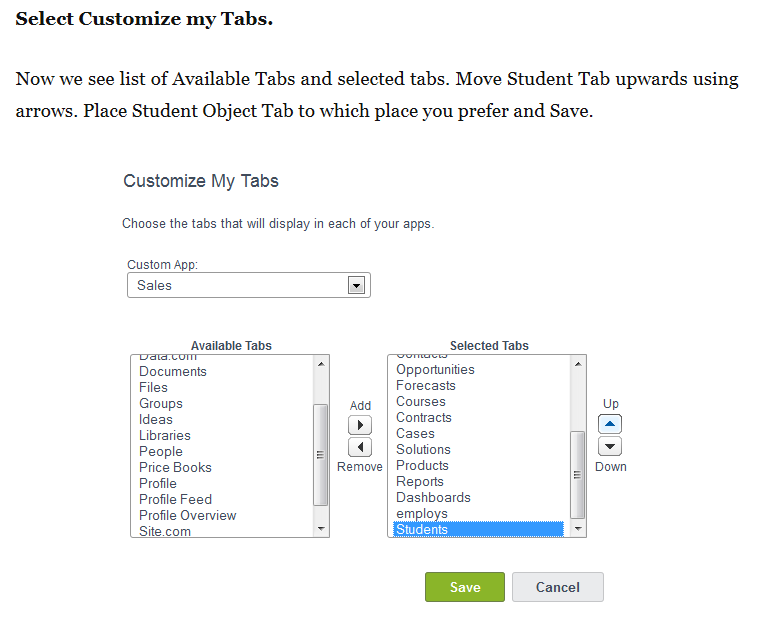 Select Customize my Tabs.
Now we see list of Available Tabs and selected tabs. Move Student Tab upwards using
arrows. Place Student Object Tab to which place you prefer and Save.
Customize My Tabs
Choose the tabs that will display in each of your apps.
Custom App:
Sales
Available Tabs
Data.com
Documents
Files
Groups
Ideas
Libraries
People
Price Books
Profile
Profile Feed
Profile Overview
Site.com
Add
Remove
Selected Tabs
Contacts
Opportunities
Forecasts
Courses
Contracts
Cases
Solutions
Products
Reports
Dashboards
employs
Students
Up
Down
Save
Cancel